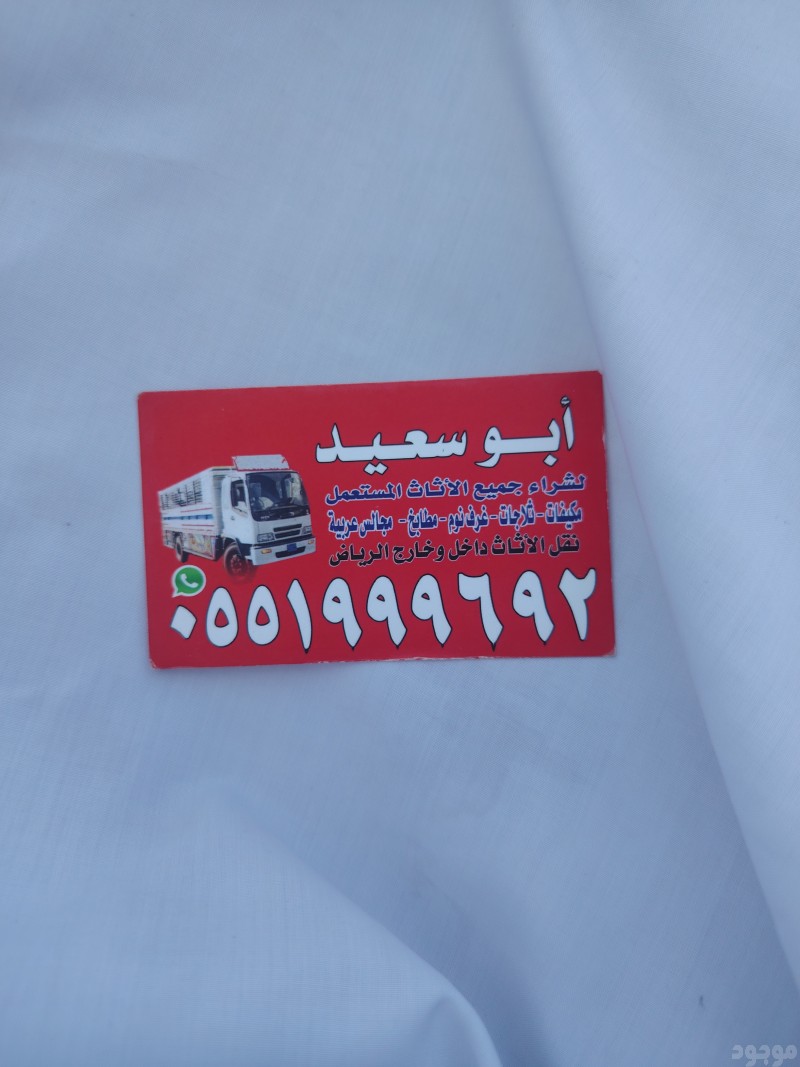 أبو سعيد
لشراء جميع الأثاث المستعمل
مكيفات - ثلاجات - غرف نوم - مطابخ - مجالس عربية
نقل الأثاث داخل وخارج الرياض
٠٥٥١٩٩٩٦٩٢
موجود